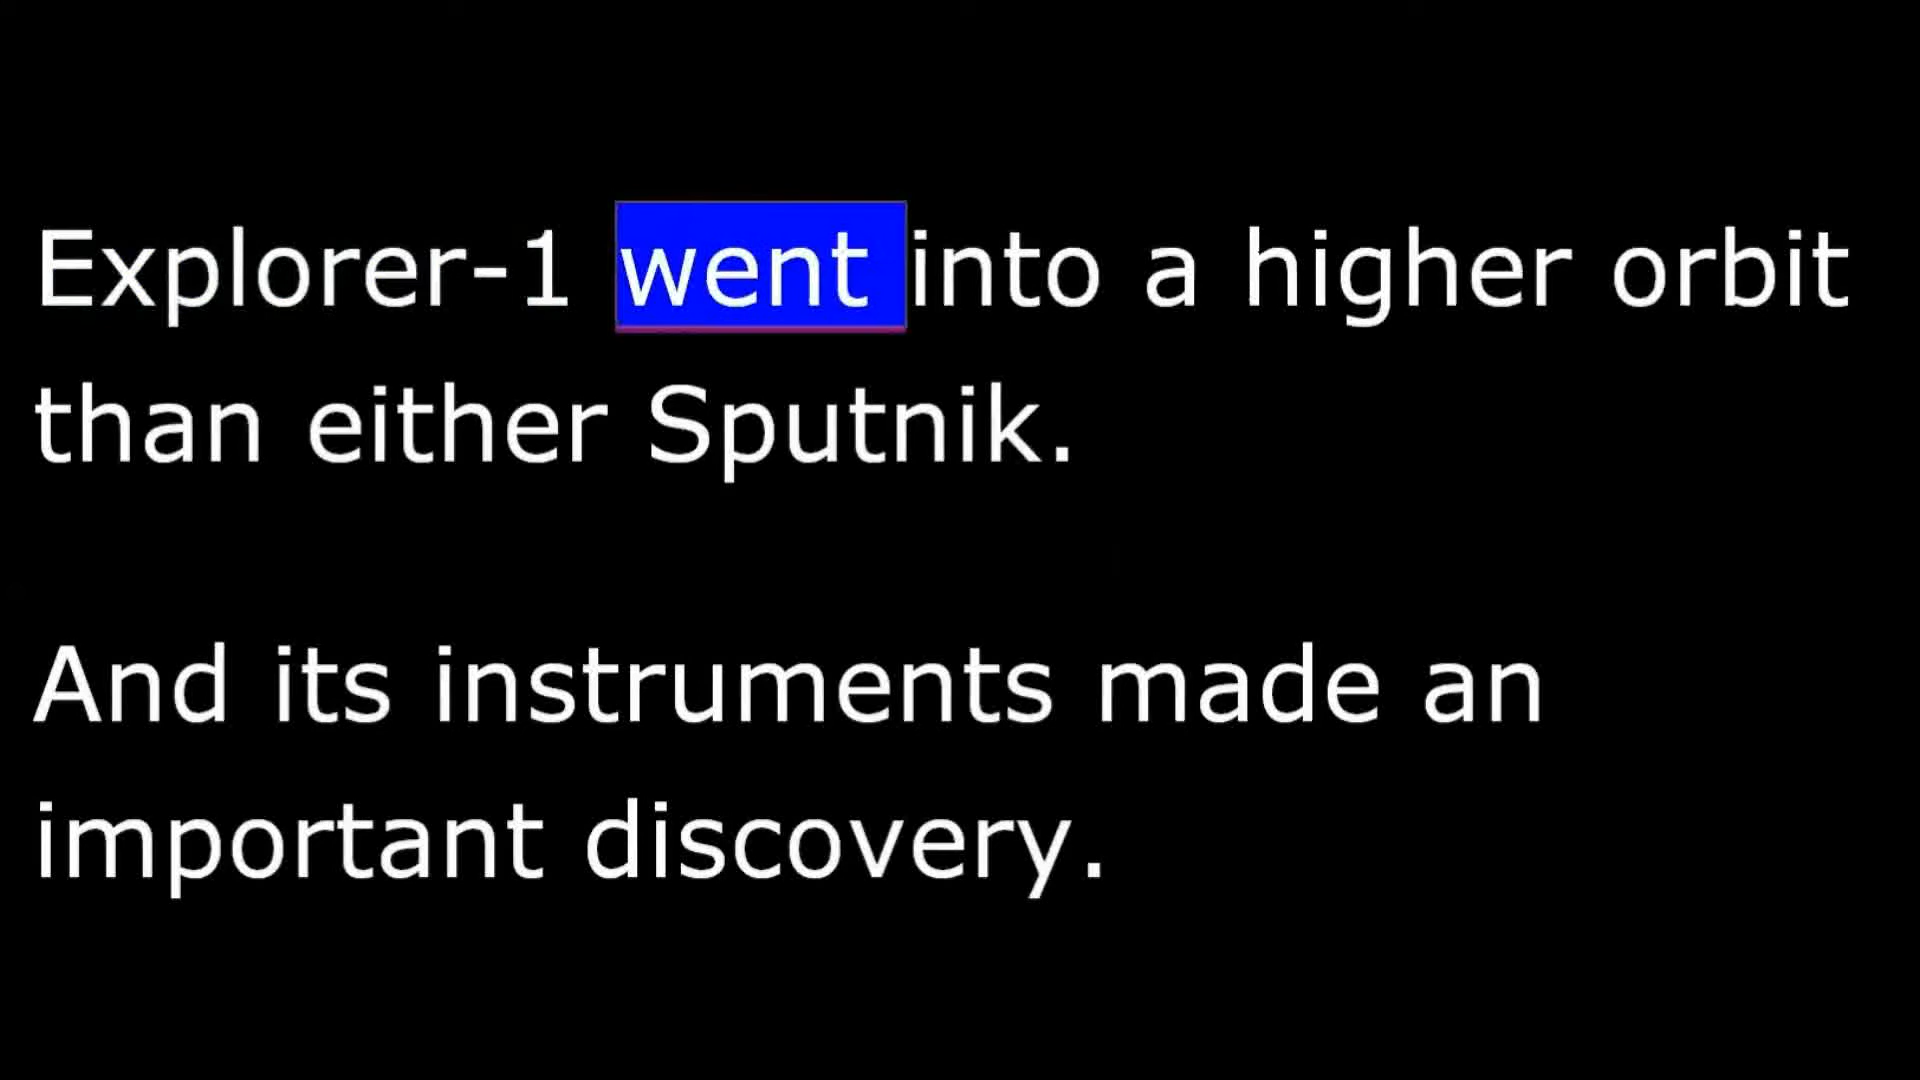 Explorer-1 went into a higher orbit
than either Sputnik.
And its instruments made an
important discovery.